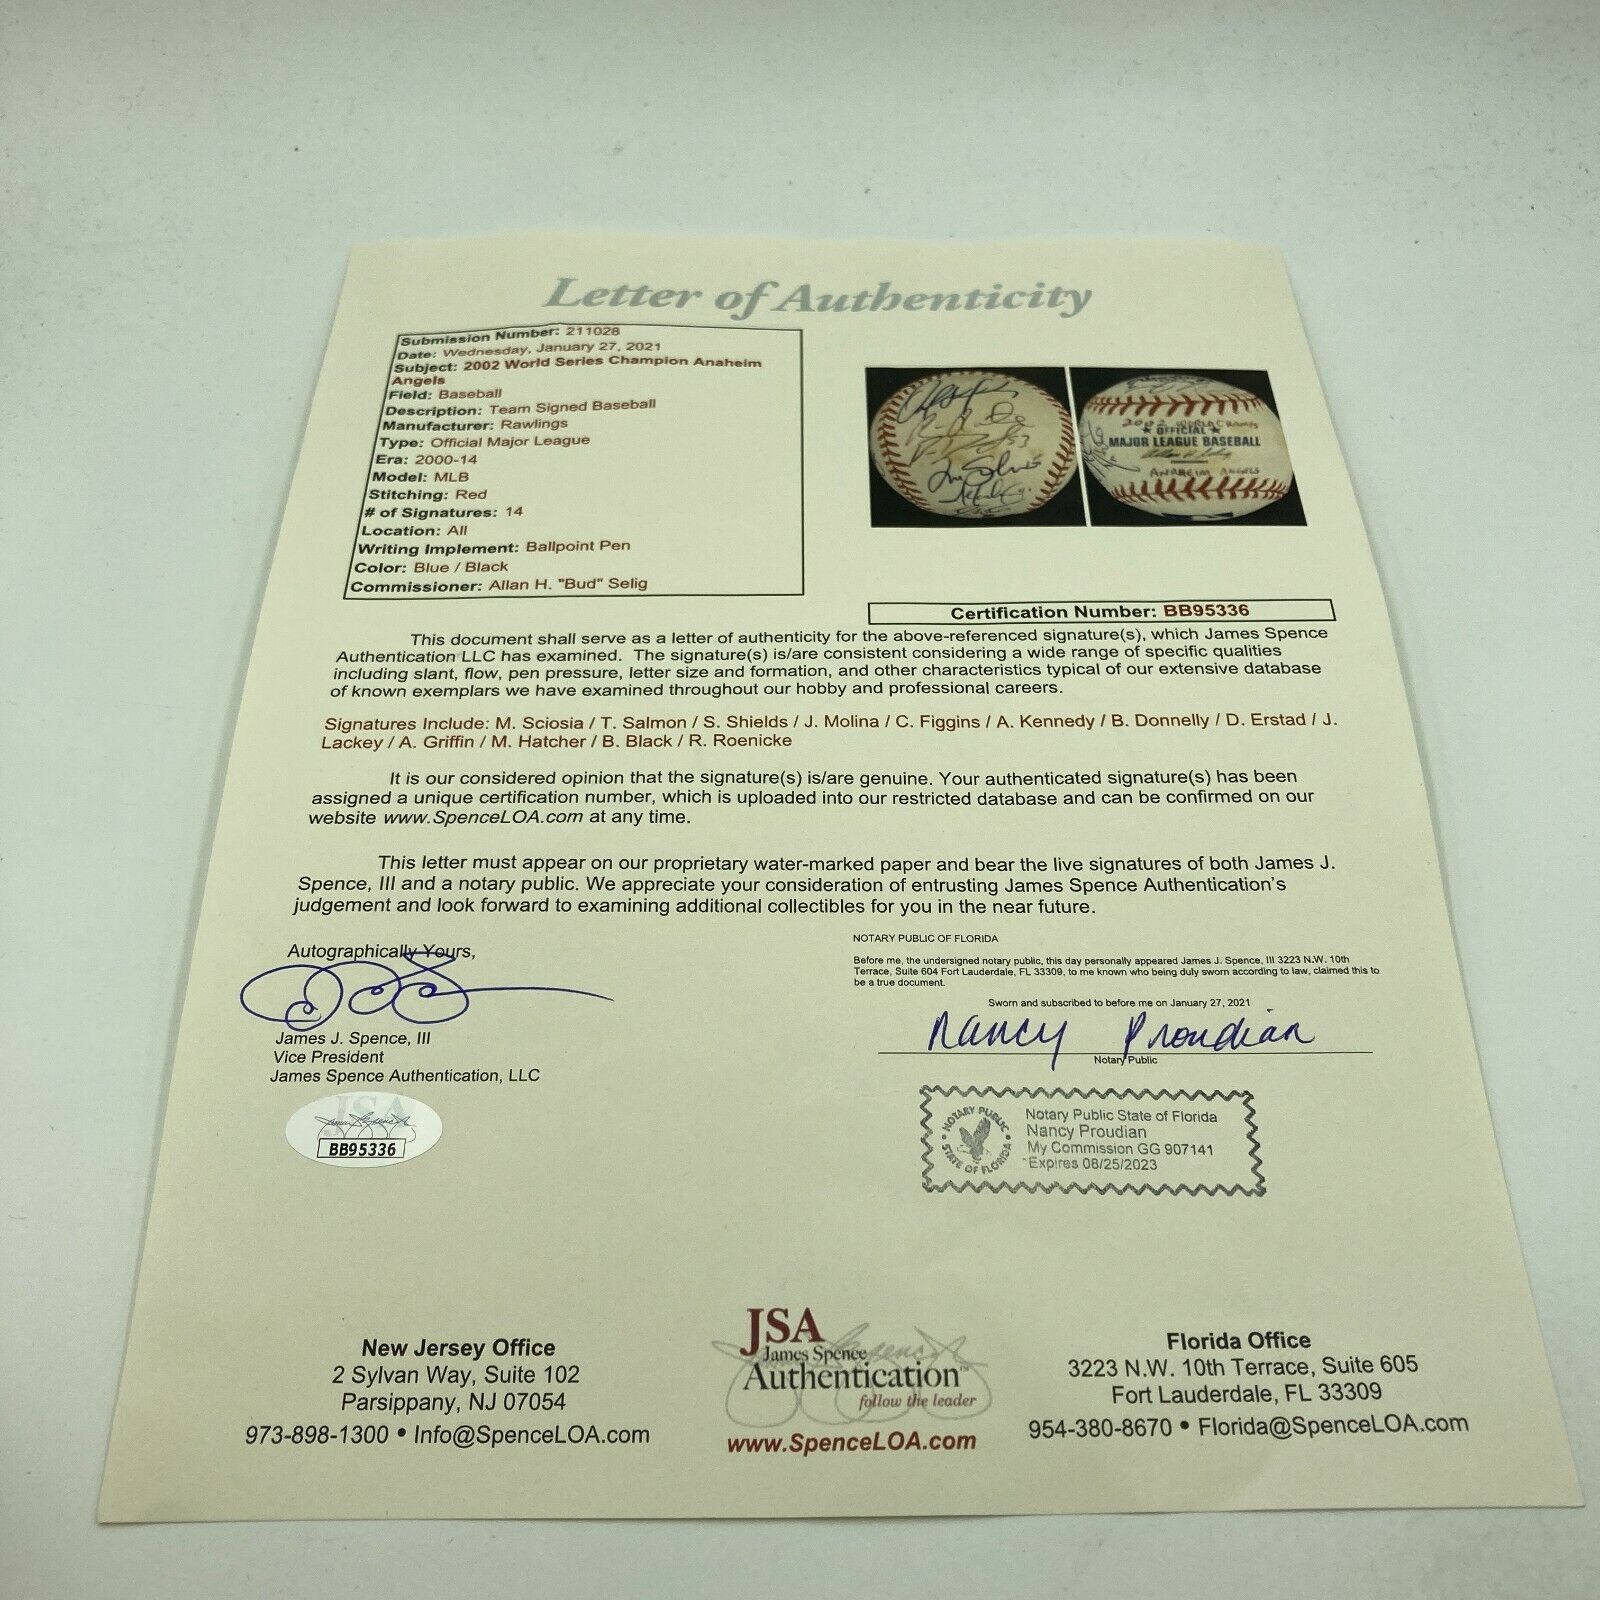 Letter of Authenticity
Submission Number: 211028
Date: Wednesday, January 27, 2021
Subject: 2002 World Series Champion Anaheim
Angels
Field: Baseball
Description: Team Signed Baseball
Manufacturer: Rawlings
Type: Official Major League
Era: 2000-14
Model: MLB
Stitching: Red
# of Signatures: 14
Location: All
Writing Implement: Ballpoint Pen
Color: Blue / Black
Commissioner: Allan H. "Bud" Selig
53
2002 WORLD CHAMPS
★ OFFICIAL ★
MAJOR LEAGUE BASEBALL
ANAHEIM ANGELS
Certification Number: BB95336
This document shall serve as a letter of authenticity for the above-referenced signature(s), which James Spence
Authentication LLC has examined. The signature(s) is/are consistent considering a wide range of specific qualities
including slant, flow, pen pressure, letter size and formation, and other characteristics typical of our extensive database
of known exemplars we have examined throughout our hobby and professional careers.
Signatures Include: M. Sciosia / T. Salmon / S. Shields / J. Molina / C. Figgins / A. Kennedy / B. Donnelly / D. Erstad / J.
Lackey / A. Griffin / M. Hatcher / B. Black / R. Roenicke
It is our considered opinion that the signature(s) is/are genuine. Your authenticated signature(s) has been
assigned a unique certification number, which is uploaded into our restricted database and can be confirmed on our
website www.SpenceLOA.com at any time.
This letter must appear on our proprietary water-marked paper and bear the live signatures of both James J.
Spence, III and a notary public. We appreciate your consideration of entrusting James Spence Authentication's
judgement and look forward to examining additional collectibles for you in the near future.
Autographically Yours,
James J. Spence, III
Vice President
James Spence Authentication, LLC
JSA
BB95336
NOTARY PUBLIC OF FLORIDA
Before me, the undersigned notary public, this day personally appeared James J. Spence, III 3223 N.W. 10th
Terrace, Suite 604 Fort Lauderdale, FL 33309, to me known who being duly sworn according to law, claimed this to
be a true document.
Sworn and subscribed to before me on January 27, 2021
Nancy Proudian
Notary Public
NOTARY PUBLIC
STATE OF FLORIDA
Notary Public State of Florida
Nancy Proudian
My Commission GG 907141
Expires 08/25/2023
New Jersey Office
2 Sylvan Way, Suite 102
Parsippany, NJ 07054
973-898-1300 • Info@SpenceLOA.com
JSA
James Spence
Authentication™
follow the leader
www.SpenceLOA.com
Florida Office
3223 N.W. 10th Terrace, Suite 605
Fort Lauderdale, FL 33309
954-380-8670 • Florida@SpenceLOA.com